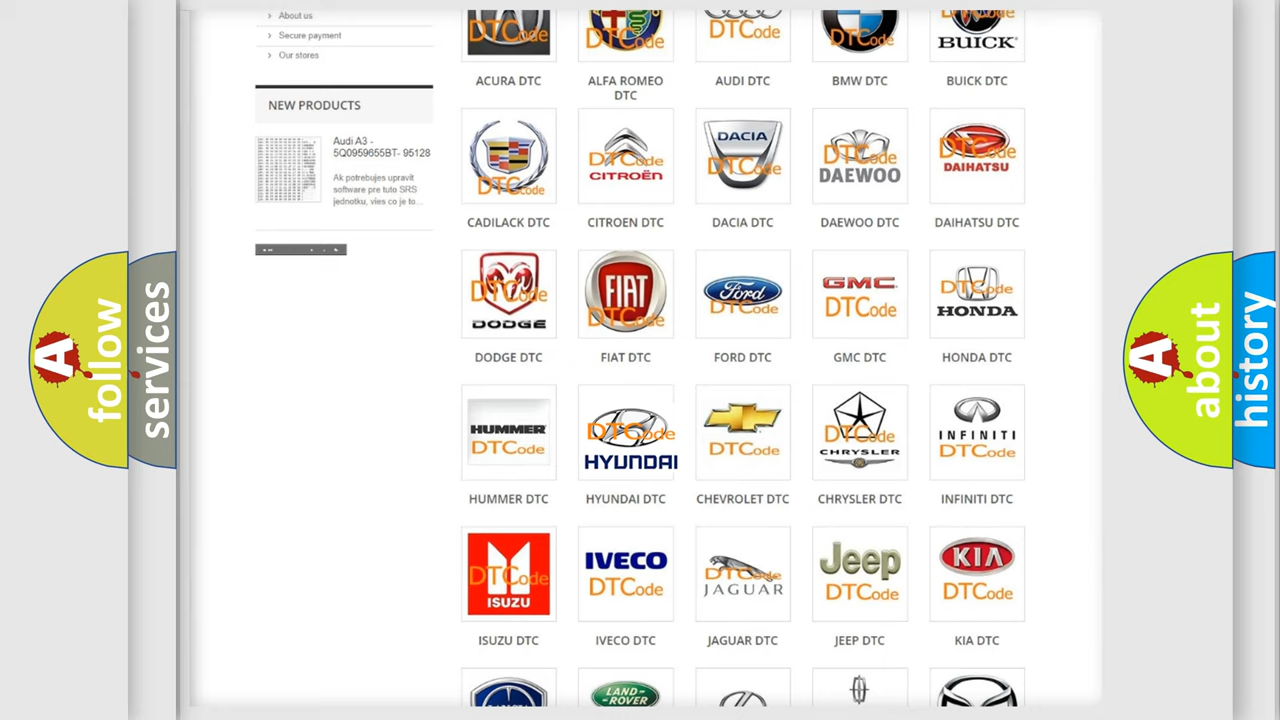 About us
Secure payment
Our stores
NEW PRODUCTS
Audi A3 -
5Q0959655BT- 95128
Ak potrebujes upravit
software pre tuto SRS
jednotku, vies co je to...
A follow
services
A about
history
DTCode DTCode DTCode DTCode BUICK
ACURA DTC ALFA ROMEO DTC AUDI DTC BMW DTC BUICK DTC
DTCode DTCode CITROËN DACIA DTCode DTCode DAEWOO DTCode DAIHATSU
CADILACK DTC CITROEN DTC DACIA DTC DAEWOO DTC DAIHATSU DTC
DTCode DODGE FIAT DTCode Ford DTCode GMC DTCode DTCode HONDA
DODGE DTC FIAT DTC FORD DTC GMC DTC HONDA DTC
HUMMER DTCode DTCode HYUNDAI DTCode DTCode CHRYSLER INFINITI DTCode
HUMMER DTC HYUNDAI DTC CHEVROLET DTC CHRYSLER DTC INFINITI DTC
DTCode ISUZU IVECO DTCode DTCode JAGUAR Jeep DTCode KIA DTCode
ISUZU DTC IVECO DTC JAGUAR DTC JEEP DTC KIA DTC
LAND-ROVER